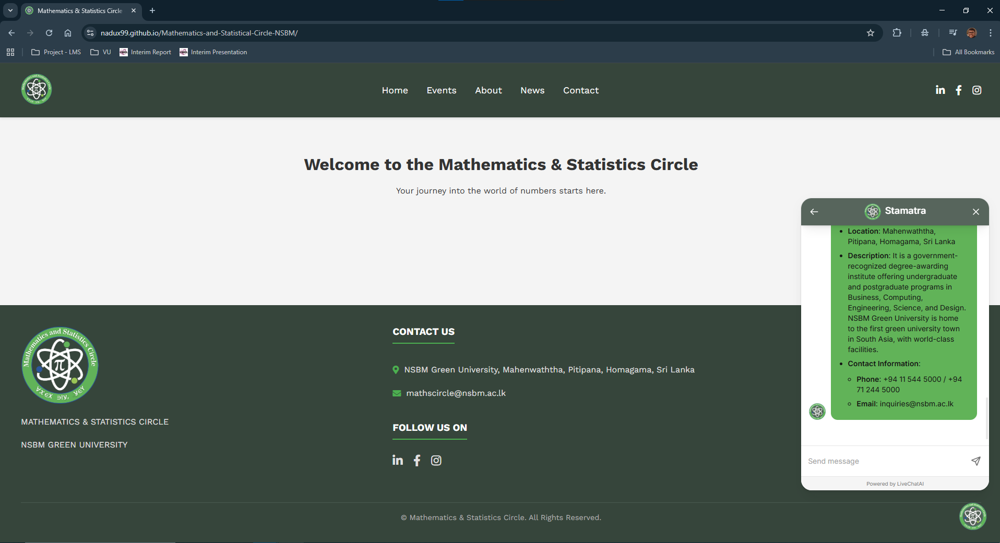 Mathematics & Statistics Circle
nadux99.github.io/Mathematics-and-Statistical-Circle-NSBM/
Project - LMS
VU
Interim Report
Interim Presentation
All Bookmarks
Home
Events
About
News
Contact
Welcome to the Mathematics & Statistics Circle
Your journey into the world of numbers starts here.
Stamatra
Location: Mahenwaththa,
Pitipana, Homagama, Sri Lanka
Description: It is a government-
recognized degree-awarding
institute offering undergraduate
and postgraduate programs in
Business, Computing,
Engineering, Science, and Design.
NSBM Green University is home
to the first green university town
in South Asia, with world-class
facilities.
Contact Information:
Phone: +94 11 544 5000 / +94
71 244 5000
Email: inquiries@nsbm.ac.lk
Send message
Powered by LiveChatAI
Mathematics and Statistics Circle
π
MATHEMATICS & STATISTICS CIRCLE
NSBM GREEN UNIVERSITY
CONTACT US
NSBM Green University, Mahenwaththa, Pitipana, Homagama, Sri Lanka
mathscircle@nsbm.ac.lk
FOLLOW US ON
© Mathematics & Statistics Circle. All Rights Reserved.